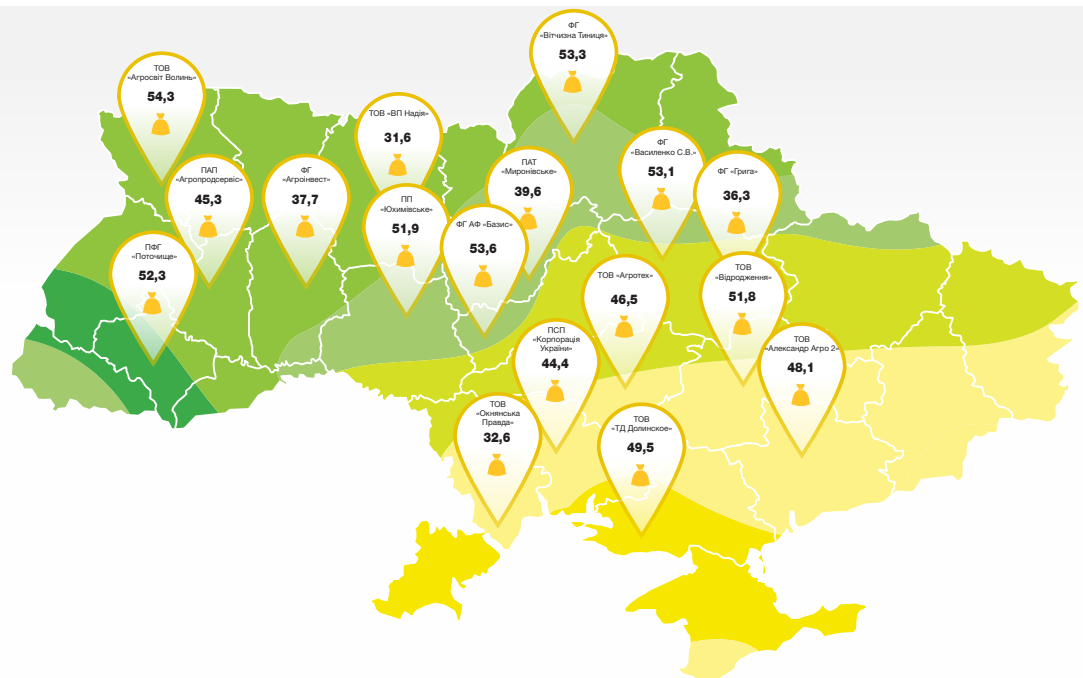 ФГ
«Вітчизна Тиниця»
53,3
ТОВ
«Агросвіт Волинь»
54,3
ТОВ «ВП Надія»
31,6
ФГ
«Василенко С.В.»
53,1
ПАТ
«Миронівське»
39,6
ФГ «Грига»
36,3
ПАП
«Агропродсервіс»
45,3
ФГ
«Агроінвест»
37,7
ПП
«Юхимівське»
51,9
ФГ АФ «Базис»
53,6
ПФГ
«Поточище»
52,3
ТОВ «Агротех»
46,5
ТОВ
«Відродження»
51,8
ПСП
«Корпорація
України»
44,4
ТОВ
«Александр Агро 2»
48,1
ТОВ
«Окнянська
Правда»
32,6
ТОВ
«ТД Долинское»
49,5